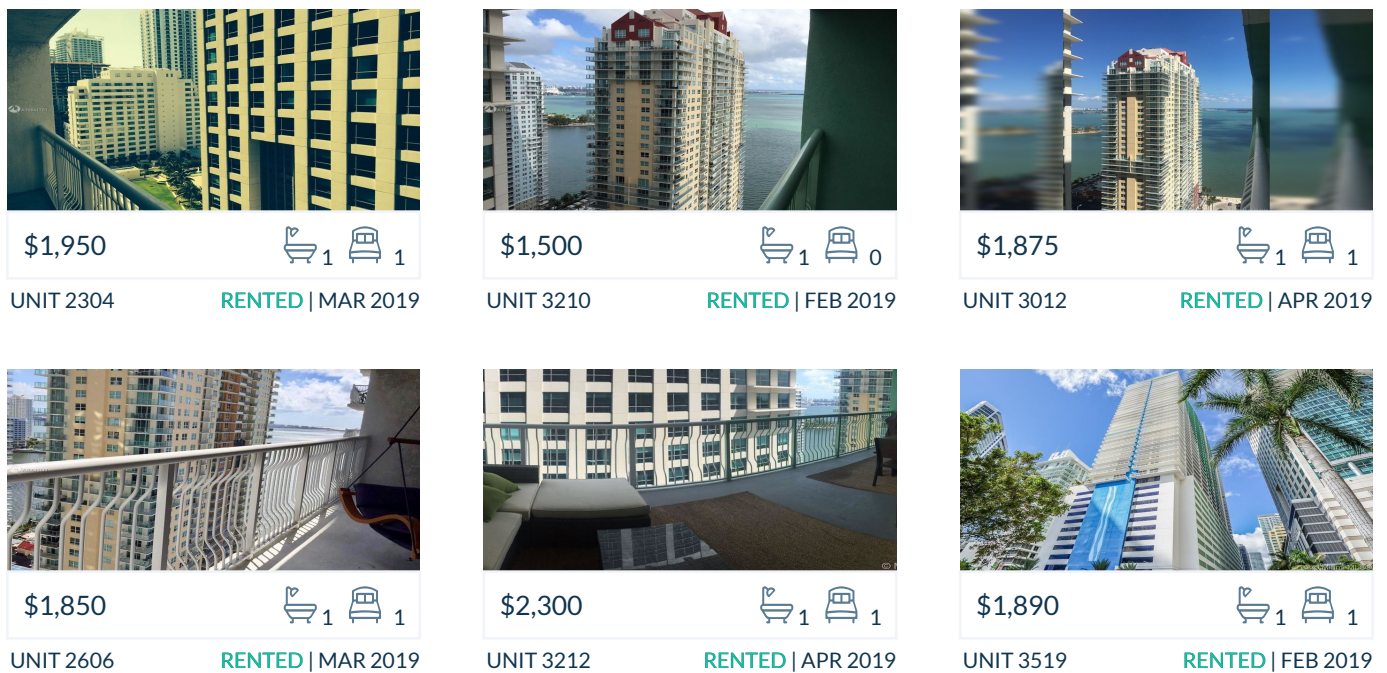 $1,950 1 1
UNIT 2304 RENTED | MAR 2019
$1,500 1 0
UNIT 3210 RENTED | FEB 2019
$1,875 1 1
UNIT 3012 RENTED | APR 2019
$1,850 1 1
UNIT 2606 RENTED | MAR 2019
$2,300 1 1
UNIT 3212 RENTED | APR 2019
$1,890 1 1
UNIT 3519 RENTED | FEB 2019